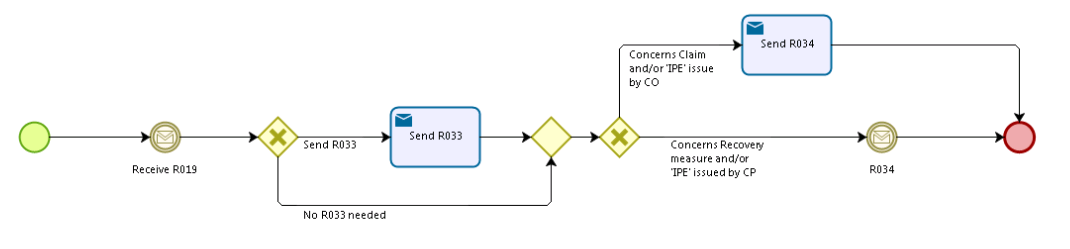 Receive R019
Send R033
Send R033
No R033 needed
Concerns Claim
and/or 'IPE' issue
by CO
Send R034
Concerns Recovery
measure and/or
'IPE' issued by CP
R034